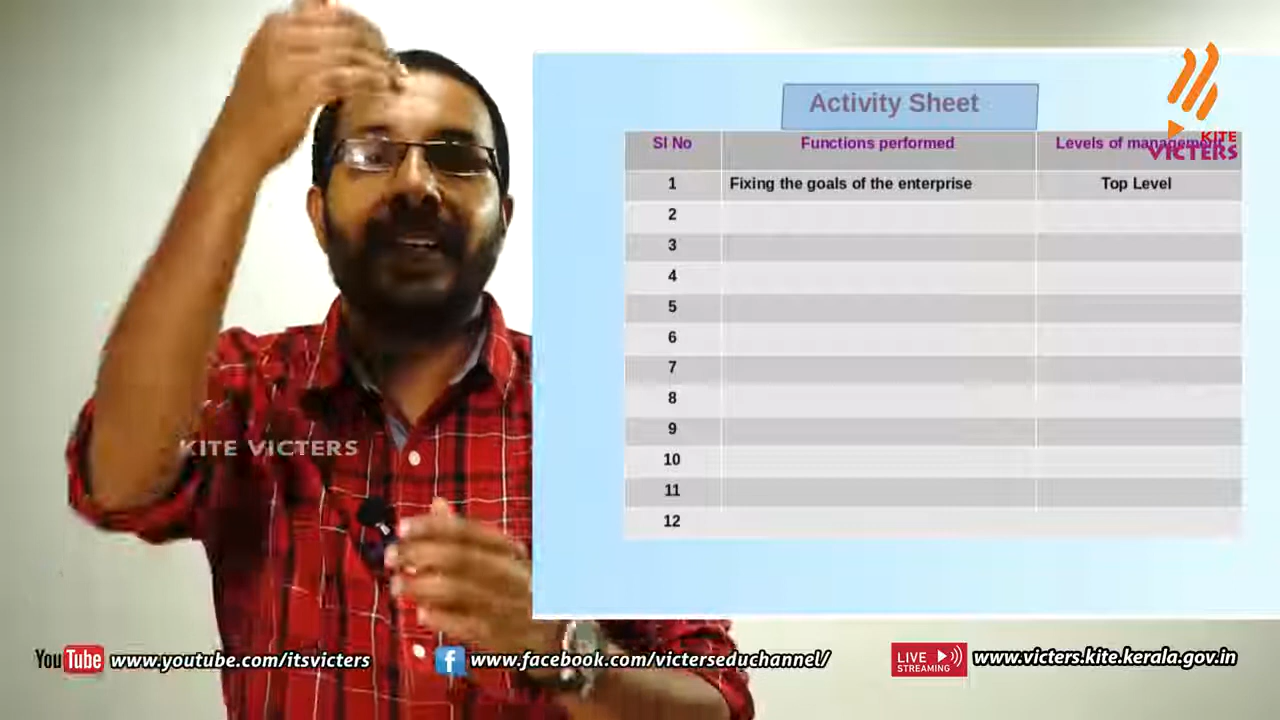 Activity Sheet
Sl No Functions performed Levels of management
1 Fixing the goals of the enterprise Top Level
2
3
4
5
6
7
8
9
10
11
12
KITE
VICTERS
KITE VICTERS
You Tube www.youtube.com/itsvicters
f www.facebook.com/victerseduchannel/
LIVE
STREAMING
www.victers.kite.kerala.gov.in